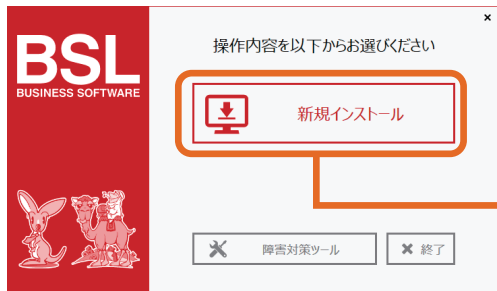 操作内容を以下からお選びください
BSL
BUSINESS SOFTWARE
新規インストール
障害対策ツール
終了